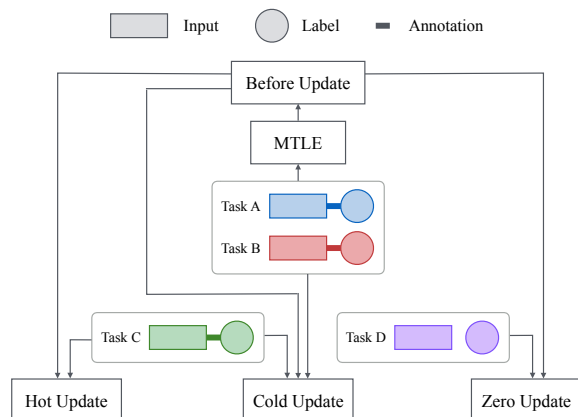 Input Label Annotation
Before Update
MTLE
Task A
Task B
Task C Task D
Hot Update Cold Update Zero Update